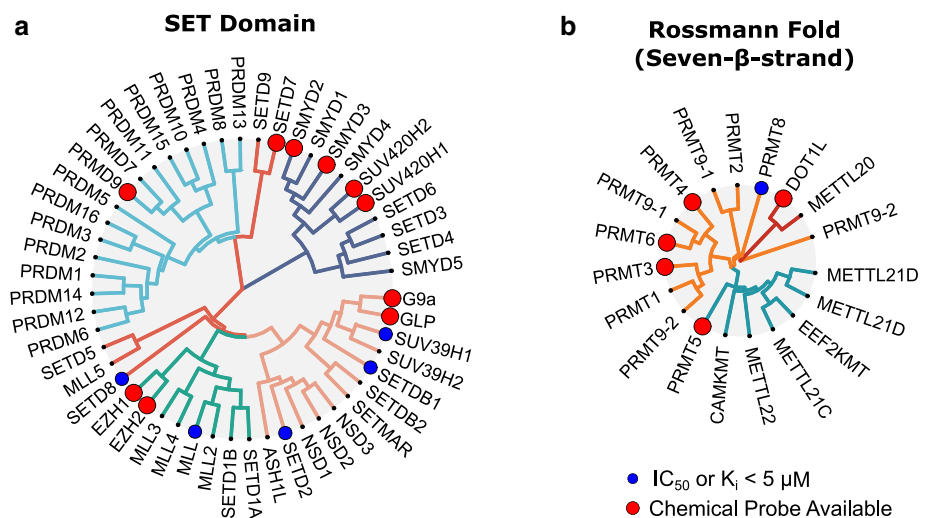 a
SET Domain
PRDM13
PRDM8
PRDM4
PRDM10
PRDM15
PRDM11
PRMD7
PRMD9
PRDM5
PRDM16
PRDM3
PRDM2
PRDM1
PRDM14
PRDM12
PRDM6
SETD5
MLL5
SETD8
EZH1
EZH2
MLL3
MLL4
MLL
MLL2
SETD1B
SETD1A
ASH1L
SETD2
NSD1
NSD2
NSD3
SETMAR
SETDB2
SETDB1
SUV39H2
SUV39H1
GLP
G9a
SMYD5
SETD4
SETD3
SETD6
SUV420H1
SUV420H2
SMYD4
SMYD3
SMYD1
SMYD2
SETD7
SETD9
b
Rossmann Fold
(Seven-β-strand)
PRMT8
DOT1L
METTL20
PRMT9-2
METTL21D
METTL21D
EEF2KMT
METTL21C
METTL22
CAMKMT
PRMT5
PRMT9-2
PRMT1
PRMT3
PRMT6
PRMT9-1
PRMT4
PRMT9-1
PRMT2
IC₅₀ or Kᵢ < 5 μM
Chemical Probe Available